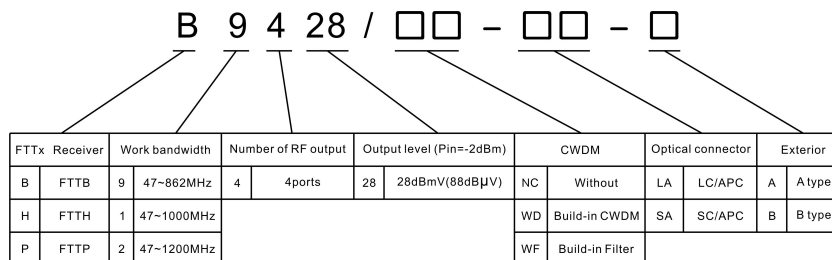 B 9 4 28 / □□ – □□ – □
FTTx Receiver Work bandwidth Number of RF output Output level (Pin=-2dBm) CWDM Optical connector Exterior
B FTTB 9 47~862MHz 4 4ports 28 28dBmV(88dBμV) NC Without LA LC/APC A A type
H FTTH 1 47~1000MHz WD Build-in CWDM SA SC/APC B B type
P FTTP 2 47~1200MHz WF Build-in Filter